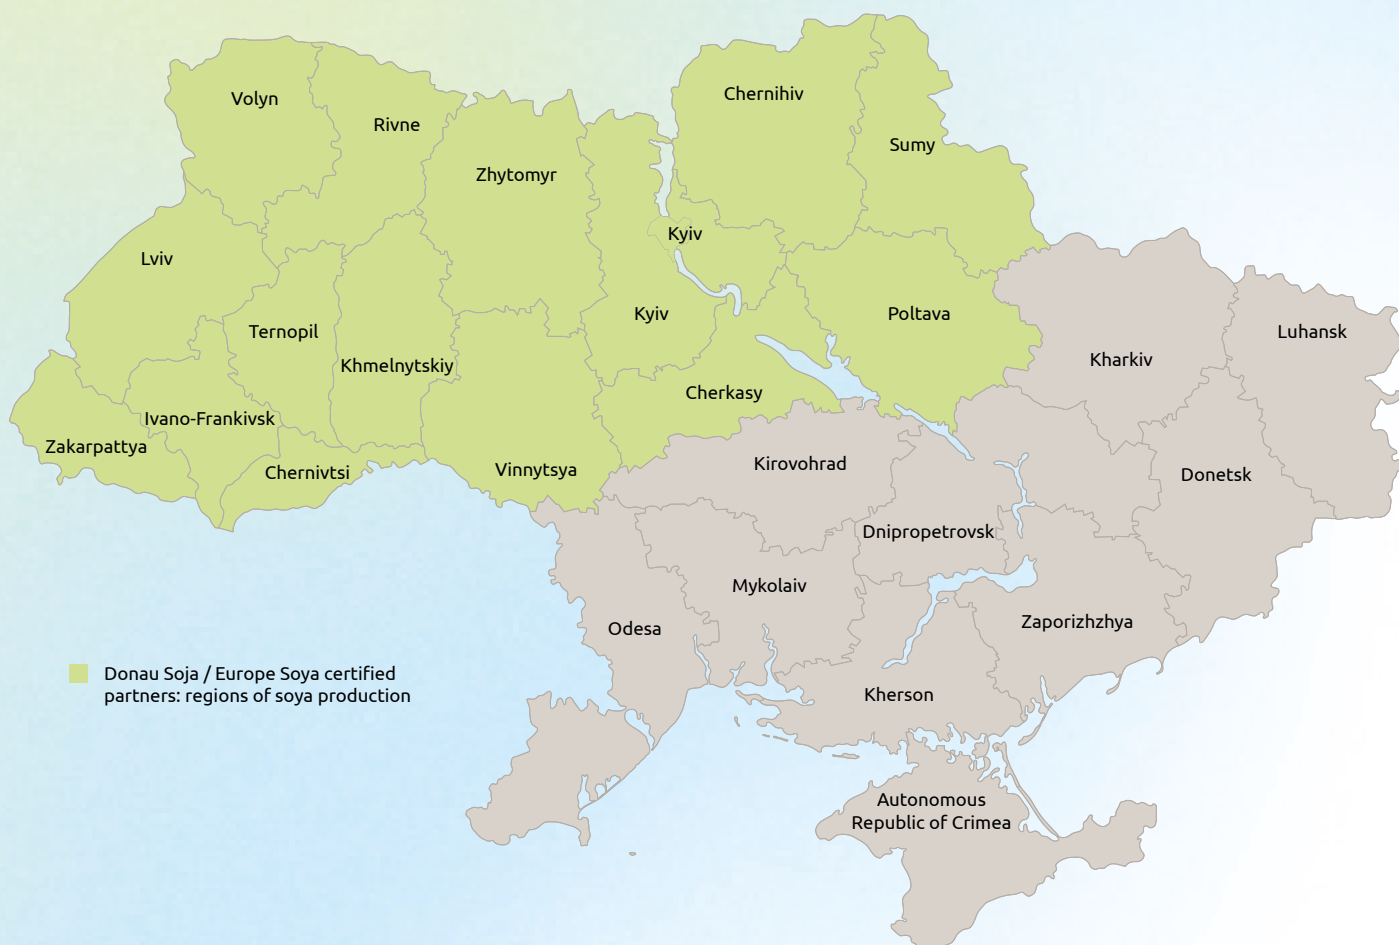 Volyn
Rivne
Chernihiv
Sumy
Zhytomyr
Kyiv
Lviv
Ternopil
Kyiv
Poltava
Luhansk
Khmelnytskiy
Kharkiv
Cherkasy
Ivano-Frankivsk
Zakarpattya
Chernivtsi
Vinnytsya
Kirovohrad
Donetsk
Dnipropetrovsk
Mykolaiv
Odesa
Zaporizhzhya
Kherson
Donau Soja / Europe Soya certified
partners: regions of soya production
Autonomous
Republic of Crimea